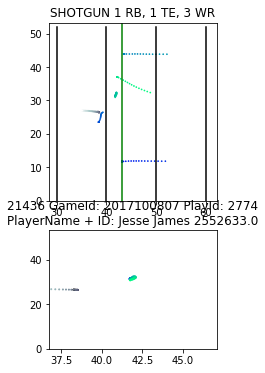 SHOTGUN 1 RB, 1 TE, 3 WR
50
40
30
20
10
0
30 40 50 60
21436 GameId: 2017100807 PlayId: 2774
PlayerName + ID: Jesse James 2552633.0
40
20
0
37.5 40.0 42.5 45.0